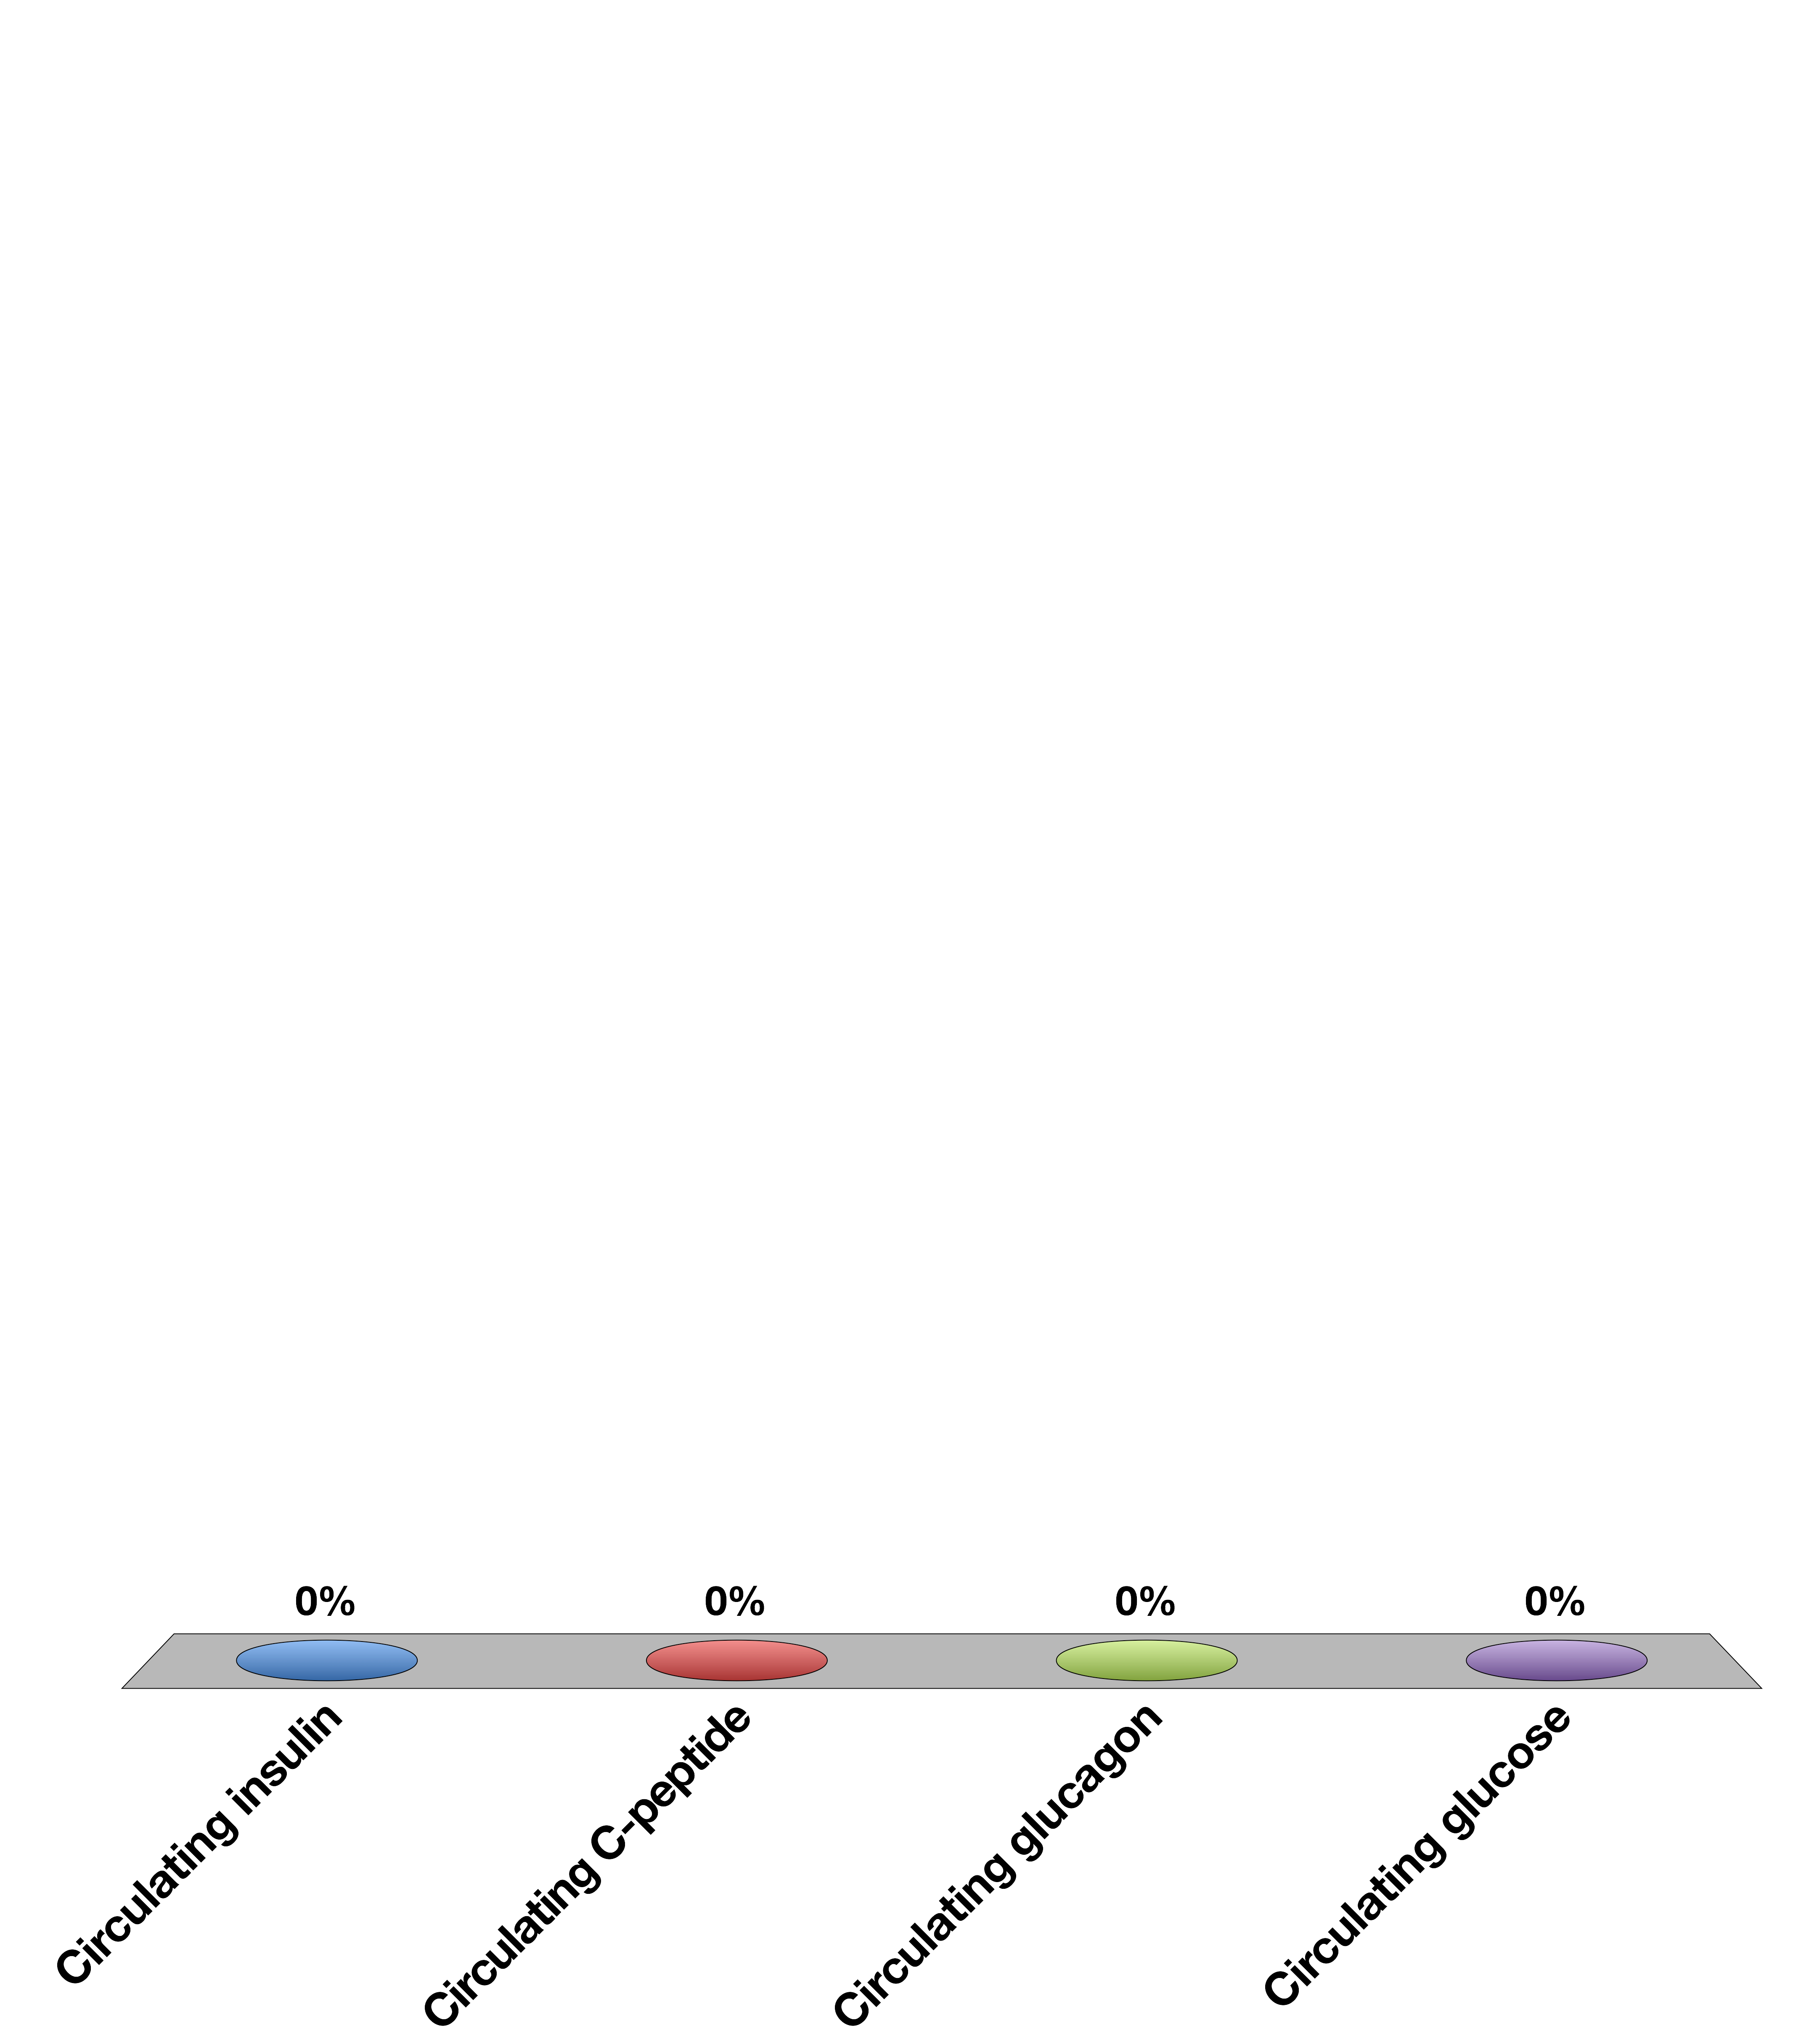 0%
0%
0%
0%
Circulating insulin
Circulating C-peptide
Circulating glucagon
Circulating glucose